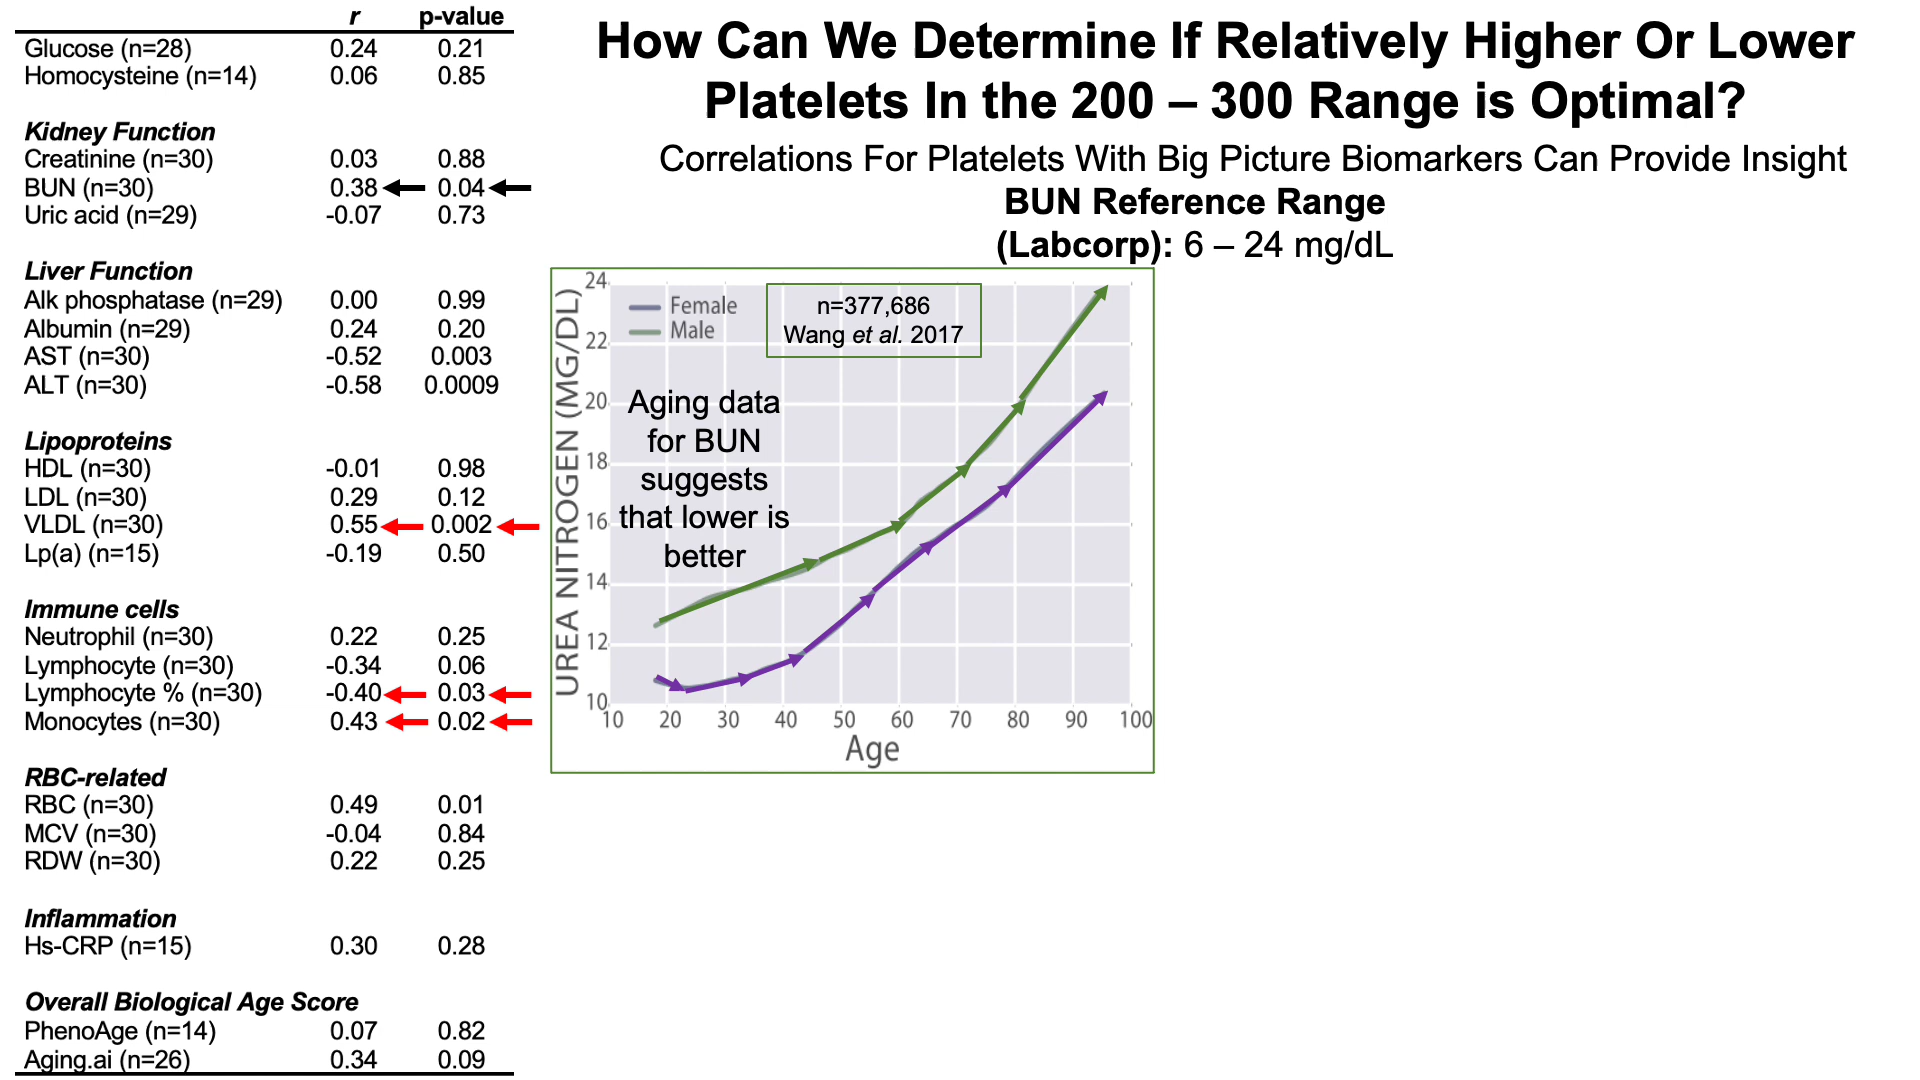 r p-value
Glucose (n=28) 0.24 0.21
Homocysteine (n=14) 0.06 0.85
Kidney Function
Creatinine (n=30) 0.03 0.88
BUN (n=30) 0.38 0.04
Uric acid (n=29) -0.07 0.73
Liver Function
Alk phosphatase (n=29) 0.00 0.99
Albumin (n=29) 0.24 0.20
AST (n=30) -0.52 0.003
ALT (n=30) -0.58 0.0009
Lipoproteins
HDL (n=30) -0.01 0.98
LDL (n=30) 0.29 0.12
VLDL (n=30) 0.55 0.002
Lp(a) (n=15) -0.19 0.50
Immune cells
Neutrophil (n=30) 0.22 0.25
Lymphocyte (n=30) -0.34 0.06
Lymphocyte % (n=30) -0.40 0.03
Monocytes (n=30) 0.43 0.02
RBC-related
RBC (n=30) 0.49 0.01
MCV (n=30) -0.04 0.84
RDW (n=30) 0.22 0.25
Inflammation
Hs-CRP (n=15) 0.30 0.28
Overall Biological Age Score
PhenoAge (n=14) 0.07 0.82
Aging.ai (n=26) 0.34 0.09
How Can We Determine If Relatively Higher Or Lower
Platelets In the 200 – 300 Range is Optimal?
Correlations For Platelets With Big Picture Biomarkers Can Provide Insight
BUN Reference Range
(Labcorp): 6 – 24 mg/dL
UREA NITROGEN (MG/DL)
24
22
20
18
16
14
12
10
Female
Male
n=377,686
Wang et al. 2017
Aging data
for BUN
suggests
that lower is
better
10 20 30 40 50 60 70 80 90 100
Age